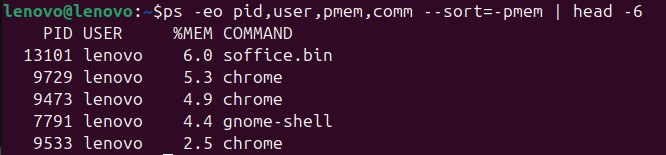 lenovo@lenovo:~$ps -eo pid,user,pmem,comm --sort=-pmem | head -6
PID USER %MEM COMMAND
13101 lenovo 6.0 soffice.bin
9729 lenovo 5.3 chrome
9473 lenovo 4.9 chrome
7791 lenovo 4.4 gnome-shell
9533 lenovo 2.5 chrome